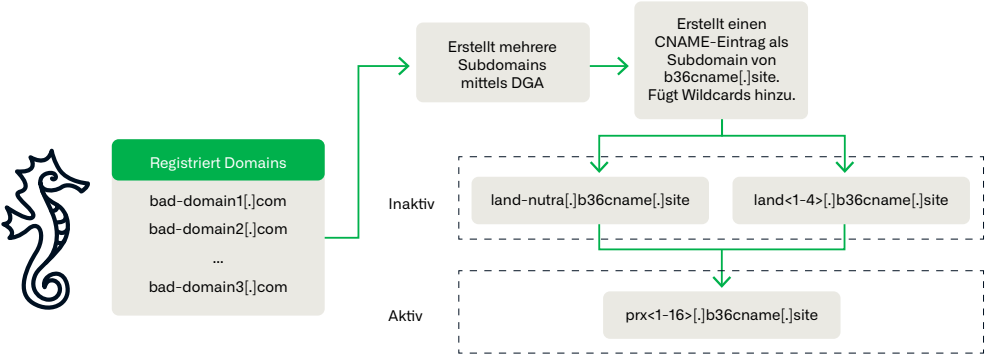 Registriert Domains
bad-domain1[.]com
bad-domain2[.]com
...
bad-domain3[.]com
Erstellt mehrere
Subdomains
mittels DGA
Erstellt einen
CNAME-Eintrag als
Subdomain von
b36cname[.]site.
Fügt Wildcards hinzu.
Inaktiv
land-nutra[.]b36cname[.]site
land<1-4>[.]b36cname[.]site
Aktiv
prx<1-16>[.]b36cname[.]site